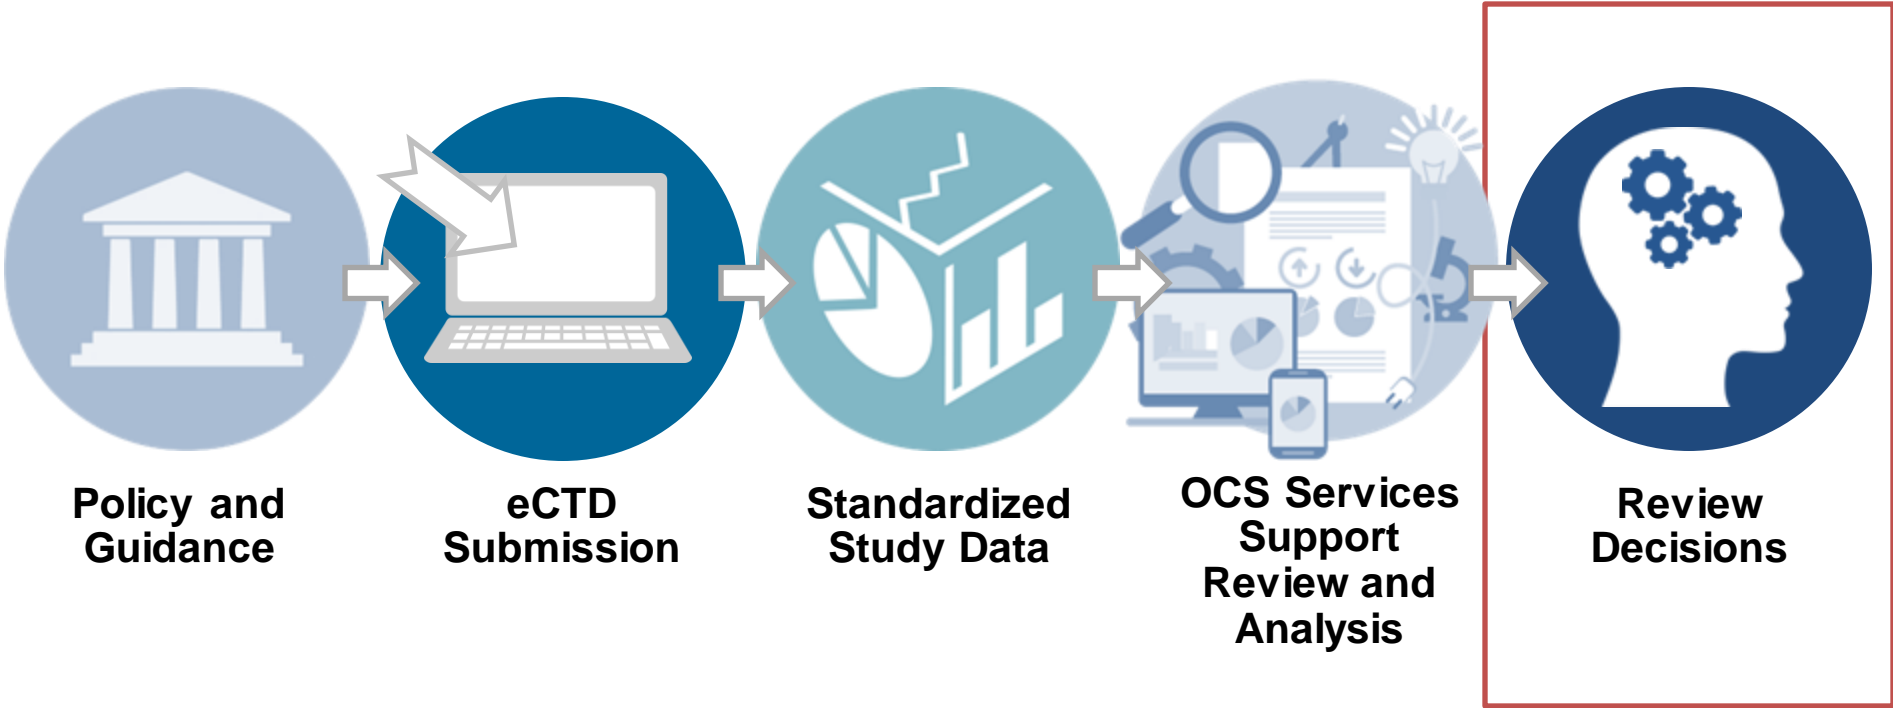 Policy and
Guidance
eCTD
Submission
Standardized
Study Data
OCS Services
Support
Review and
Analysis
Review
Decisions